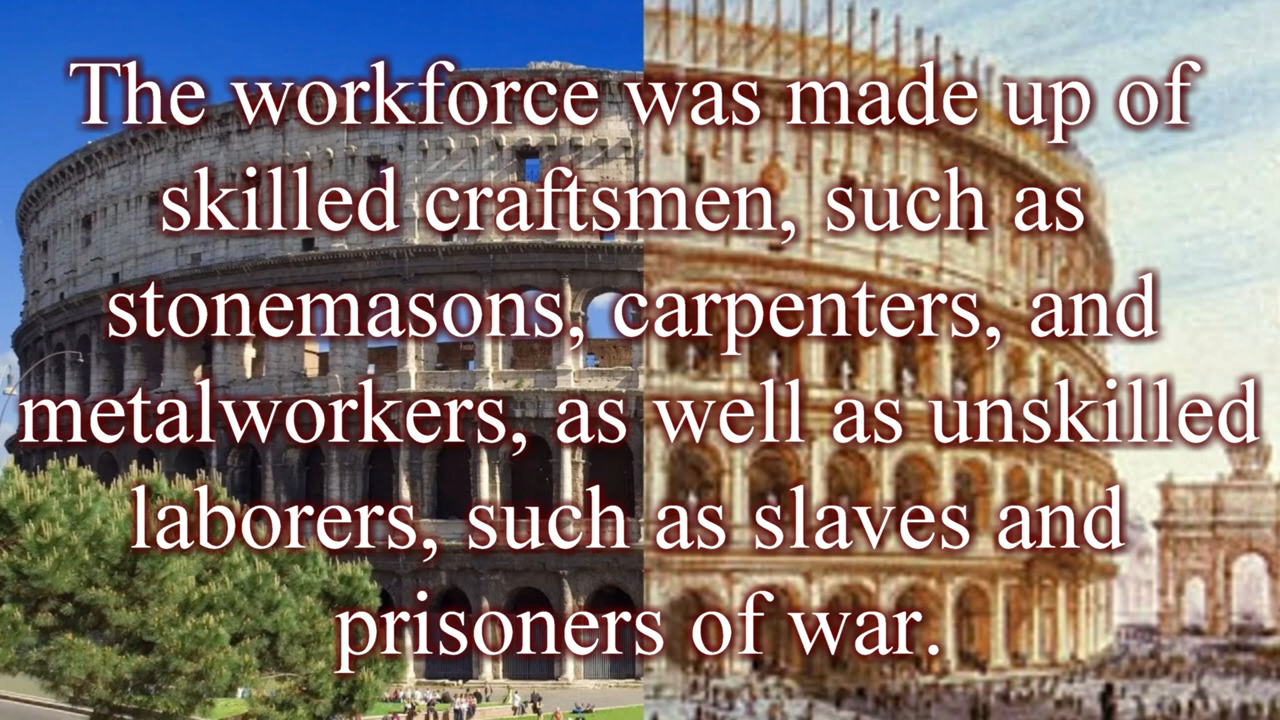 The workforce was made up of
skilled craftsmen, such as
stonemasons, carpenters, and
metalworkers, as well as unskilled
laborers, such as slaves and
prisoners of war.